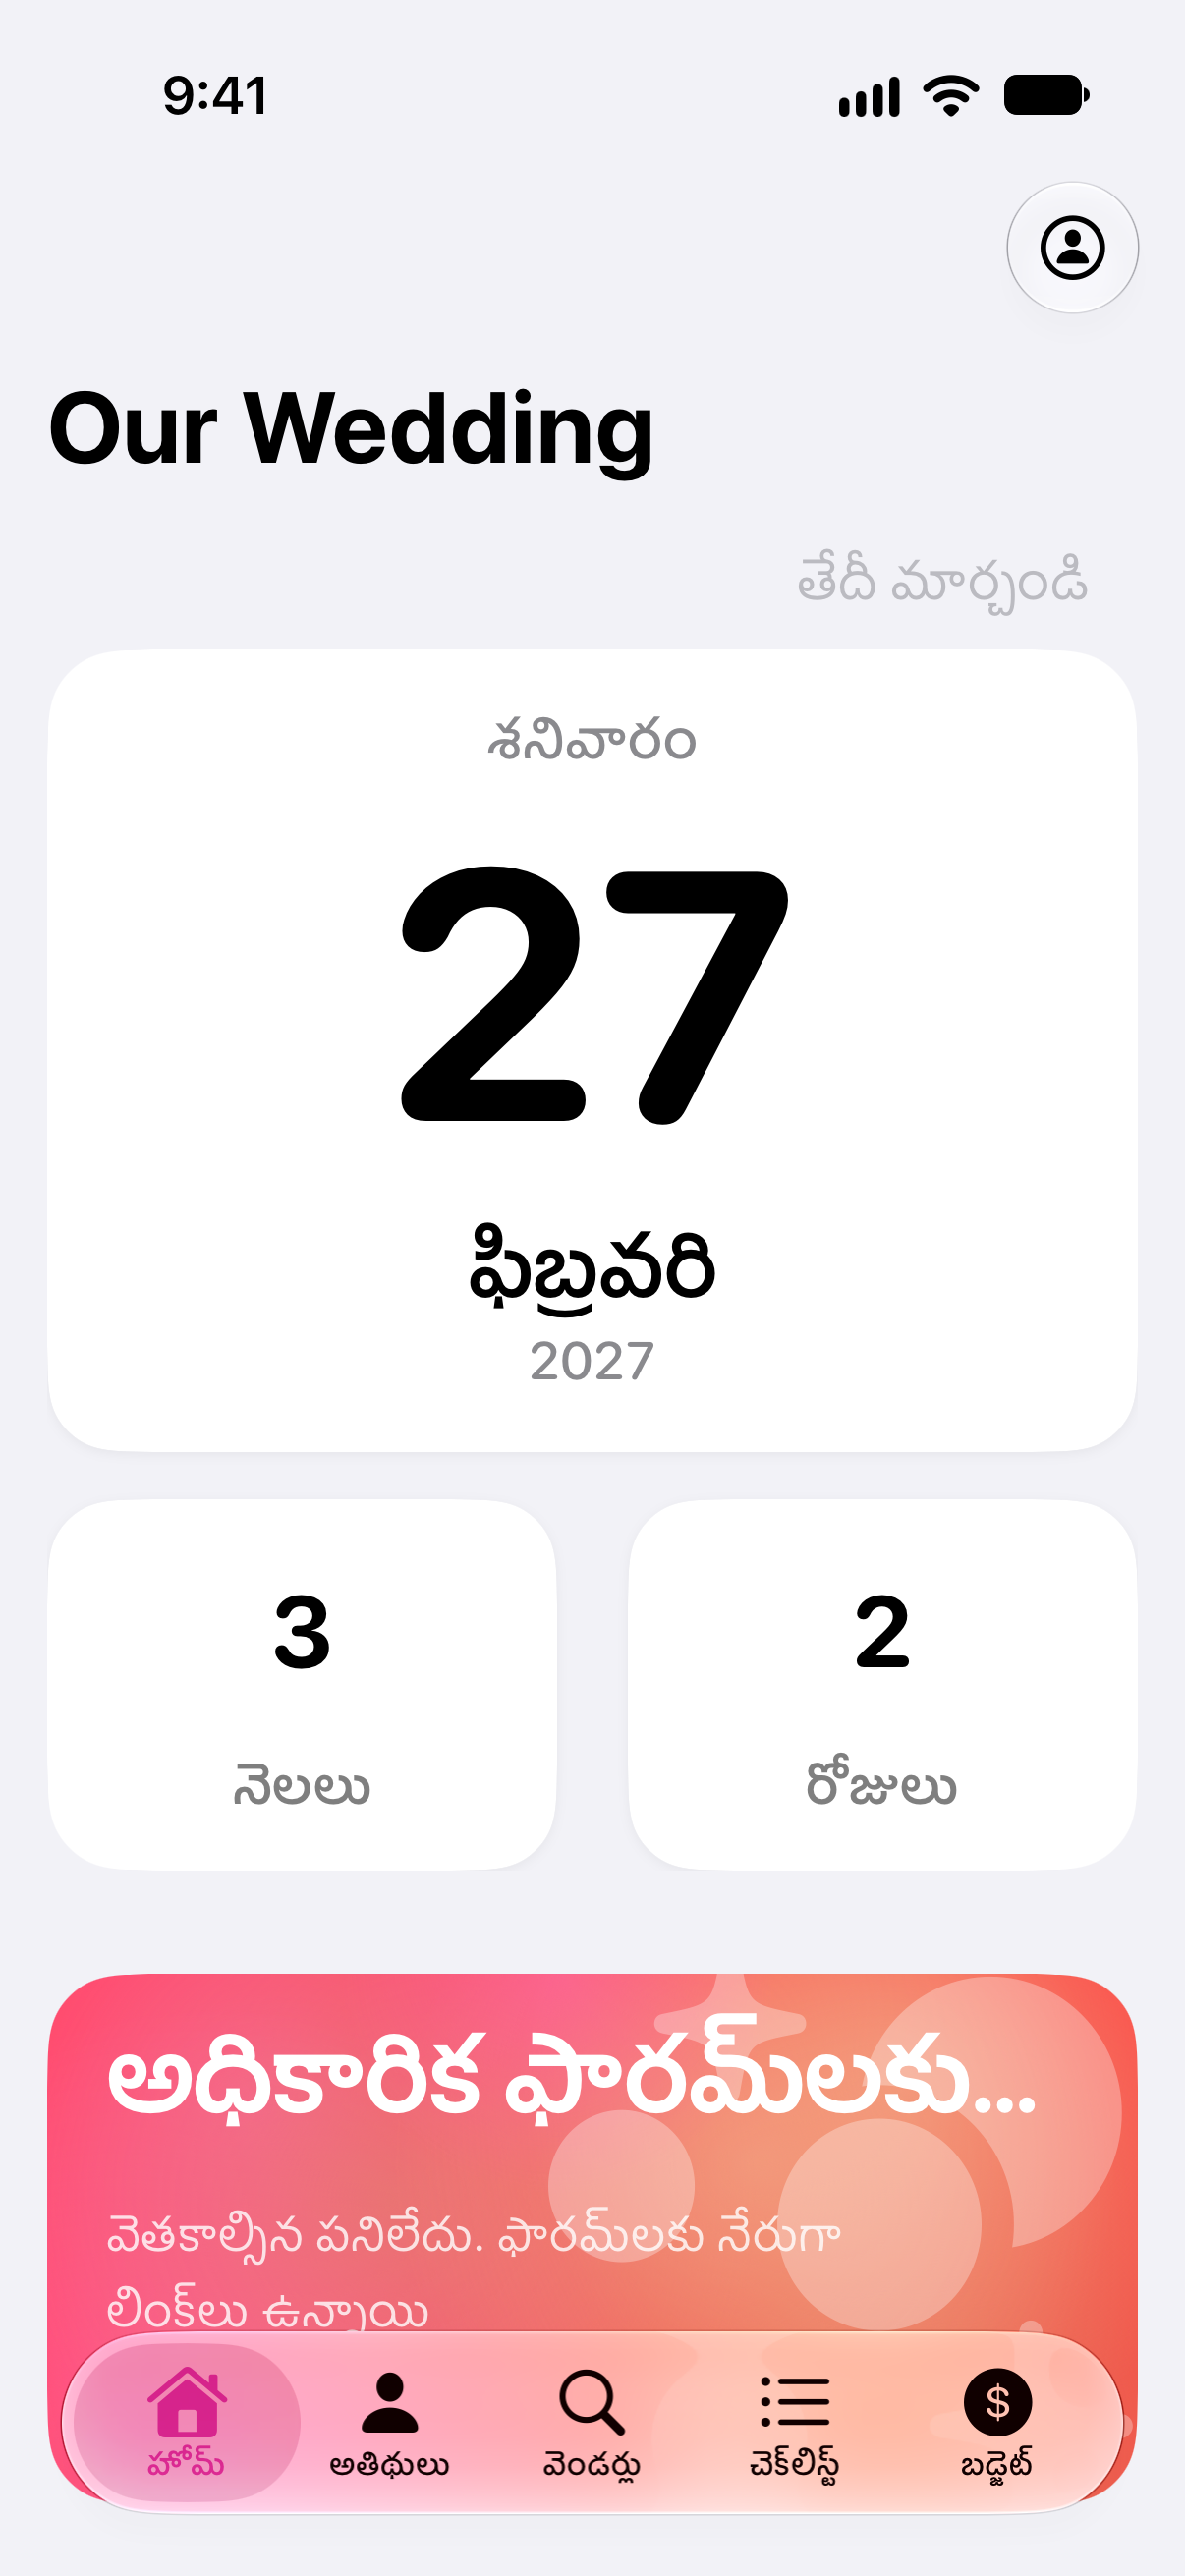 9:41
Our Wedding
తేదీ మార్చండి
శనివారం
27
ఫిబ్రవరి
2027
3
నెలలు
2
రోజులు
అధికారిక ఫారమ్‌లకు...
వెతకాల్సిన పనిలేదు. ఫారమ్‌లకు నేరుగా
లింక్‌లు ఉన్నాయి
హోమ్
అతిథులు
వెండర్లు
చెక్‌లిస్ట్
బడ్జెట్